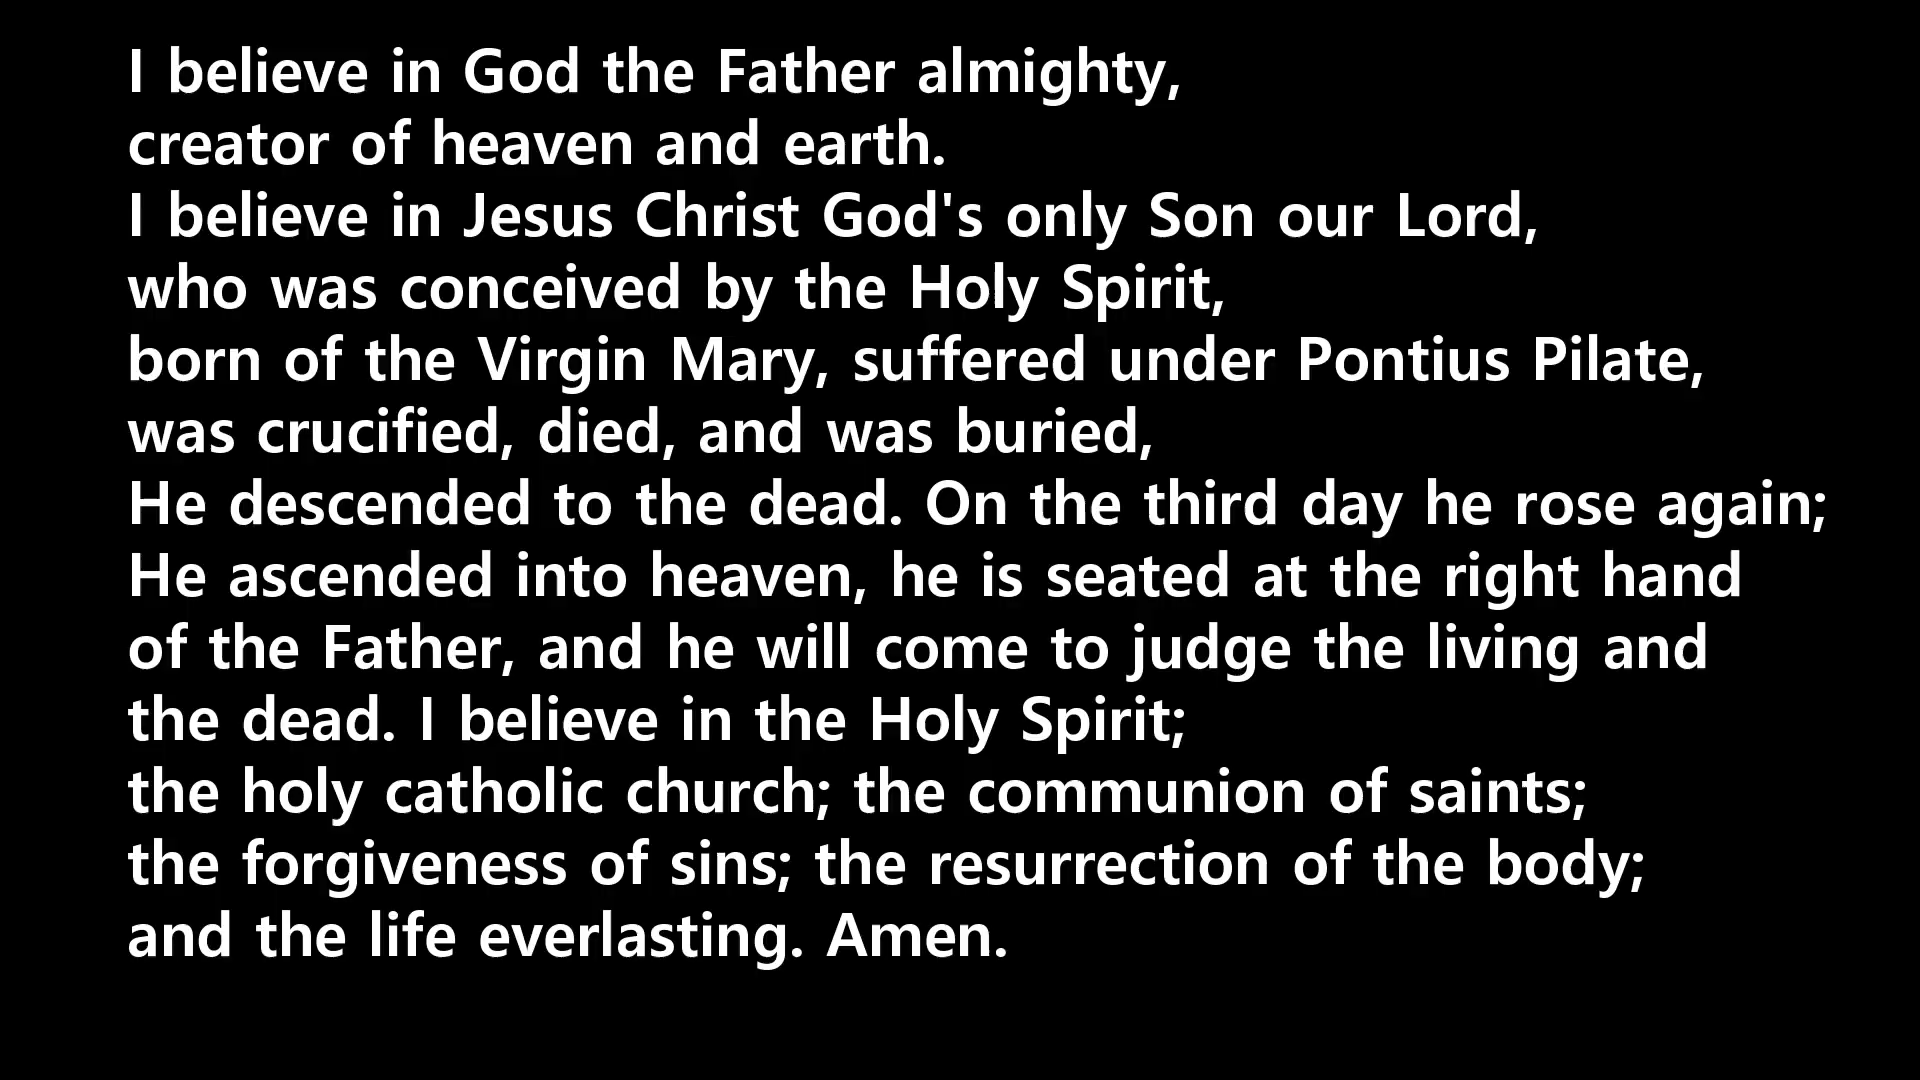 I believe in God the Father almighty,
creator of heaven and earth.
I believe in Jesus Christ God's only Son our Lord,
who was conceived by the Holy Spirit,
born of the Virgin Mary, suffered under Pontius Pilate,
was crucified, died, and was buried,
He descended to the dead. On the third day he rose again;
He ascended into heaven, he is seated at the right hand
of the Father, and he will come to judge the living and
the dead. I believe in the Holy Spirit;
the holy catholic church; the communion of saints;
the forgiveness of sins; the resurrection of the body;
and the life everlasting. Amen.